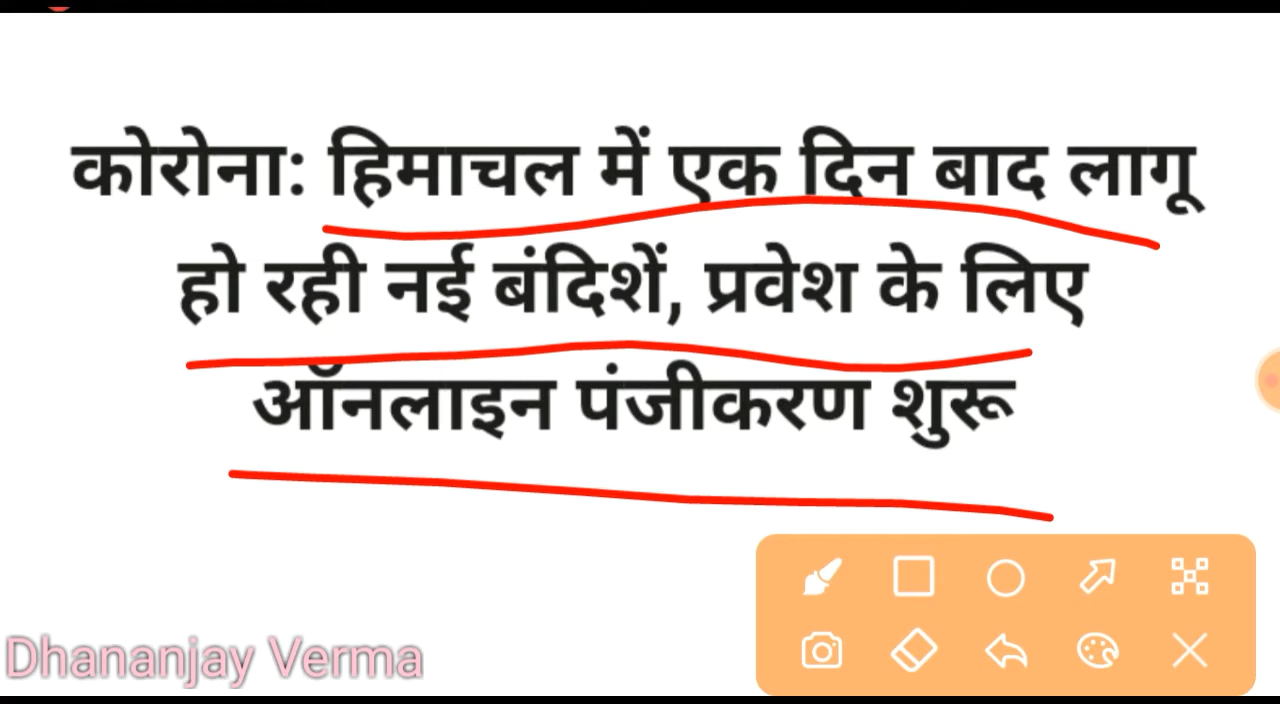 कोरोना: हिमाचल में एक दिन बाद लागू
हो रही नई बंदिशें, प्रवेश के लिए
ऑनलाइन पंजीकरण शुरू
Dhananjay Verma